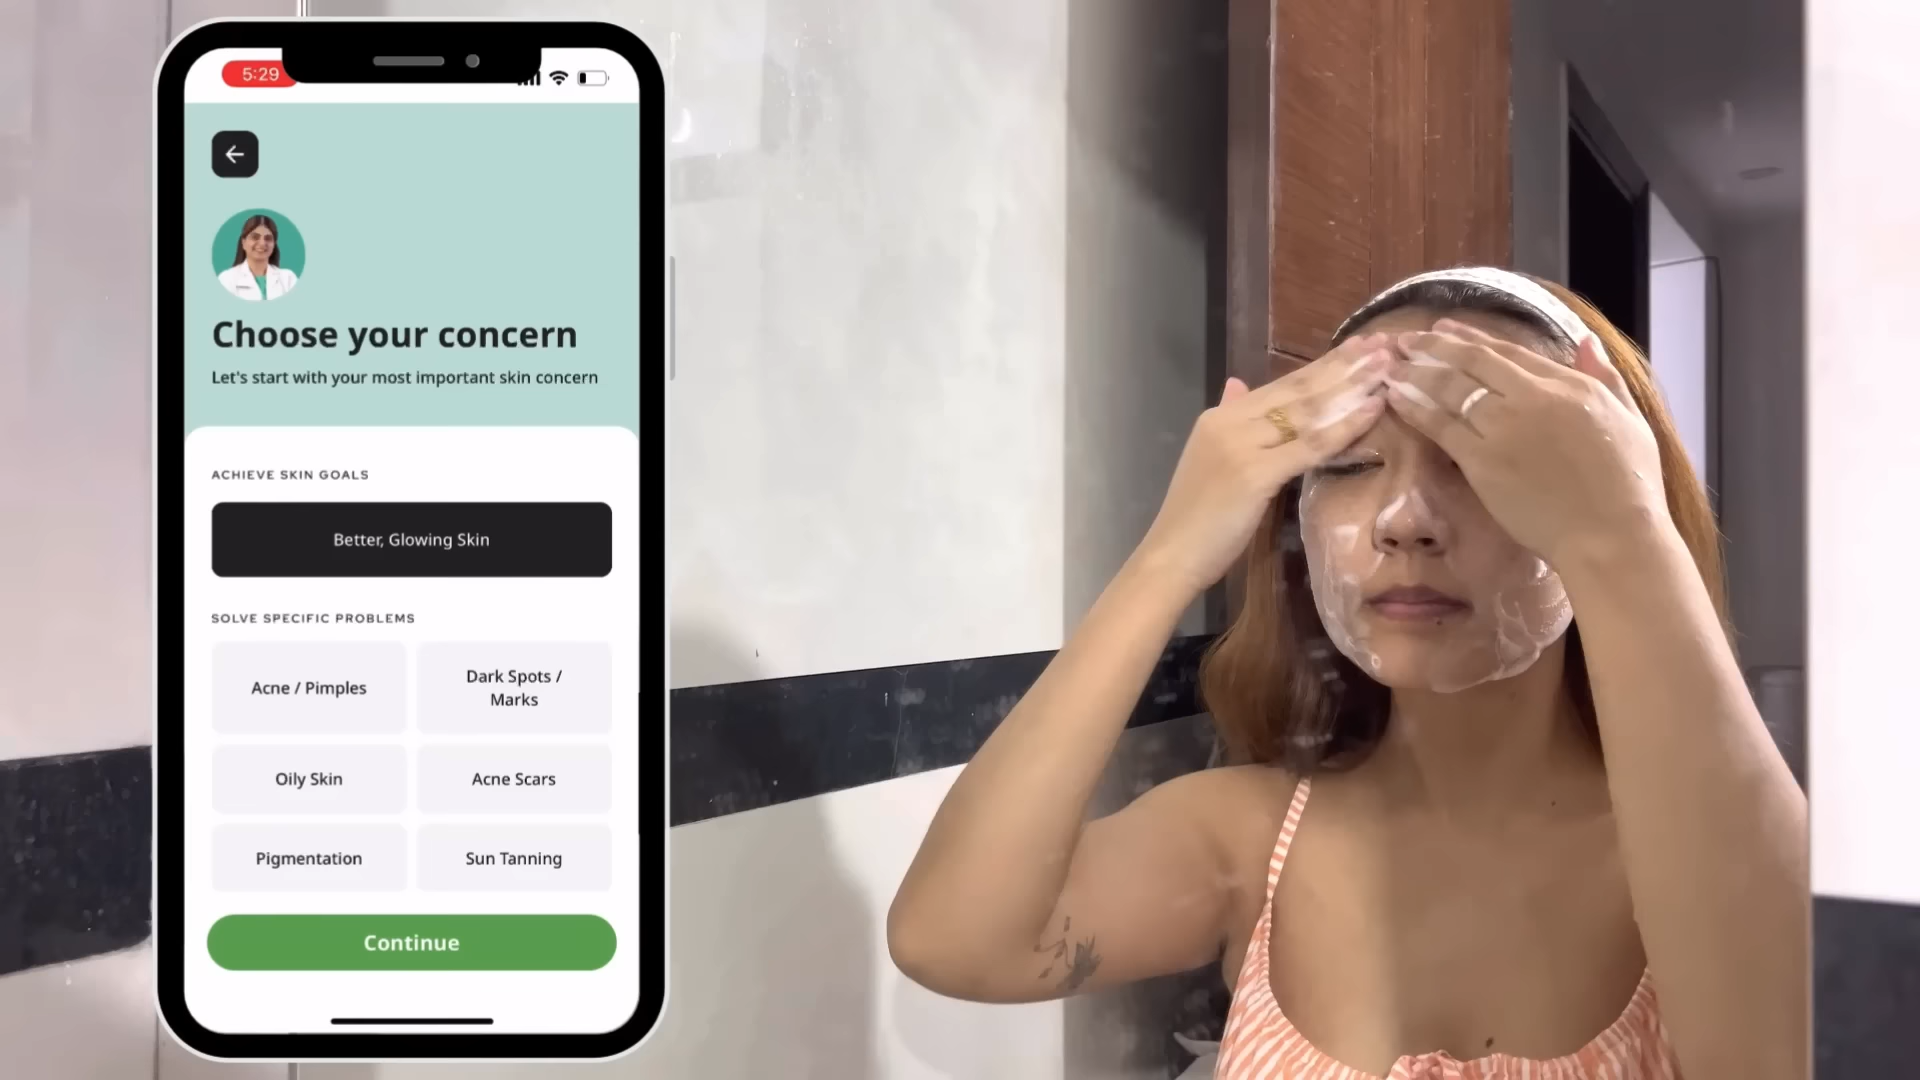 5:29
Choose your concern
Let's start with your most important skin concern
ACHIEVE SKIN GOALS
Better, Glowing Skin
SOLVE SPECIFIC PROBLEMS
Acne / Pimples
Dark Spots /
Marks
Oily Skin
Acne Scars
Pigmentation
Sun Tanning
Continue